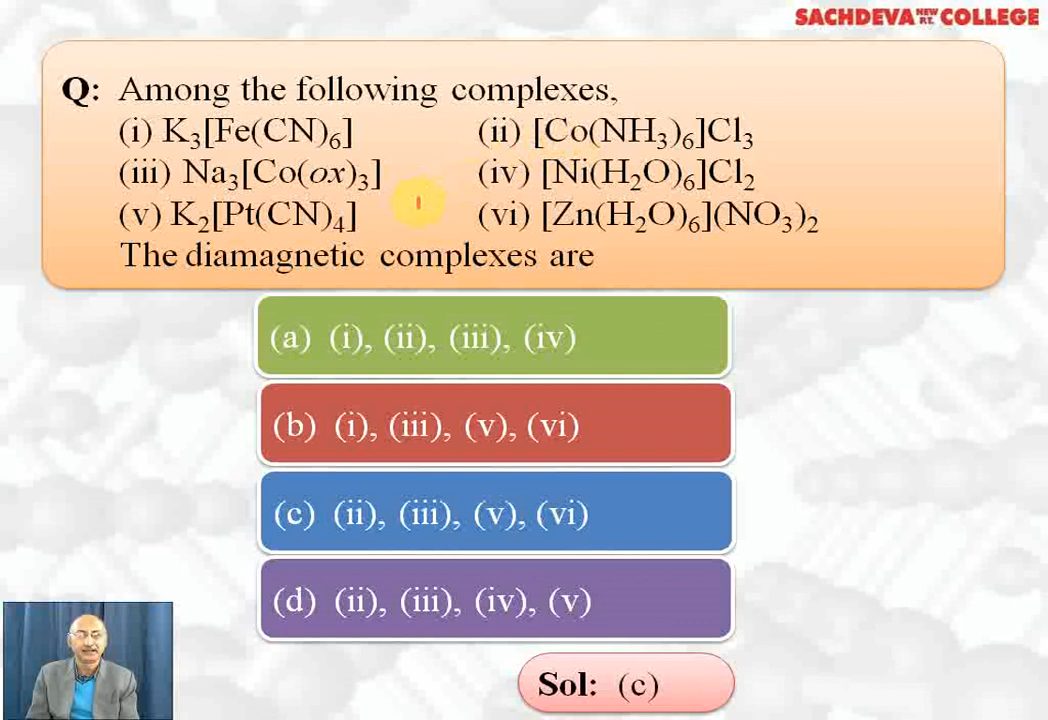 SACHDEVA NEW P.T. COLLEGE
Q: Among the following complexes,
(i) K₃[Fe(CN)₆] (ii) [Co(NH₃)₆]Cl₃
(iii) Na₃[Co(ox)₃] (iv) [Ni(H₂O)₆]Cl₂
(v) K₂[Pt(CN)₄] (vi) [Zn(H₂O)₆](NO₃)₂
The diamagnetic complexes are
(a) (i), (ii), (iii), (iv)
(b) (i), (iii), (v), (vi)
(c) (ii), (iii), (v), (vi)
(d) (ii), (iii), (iv), (v)
Sol: (c)